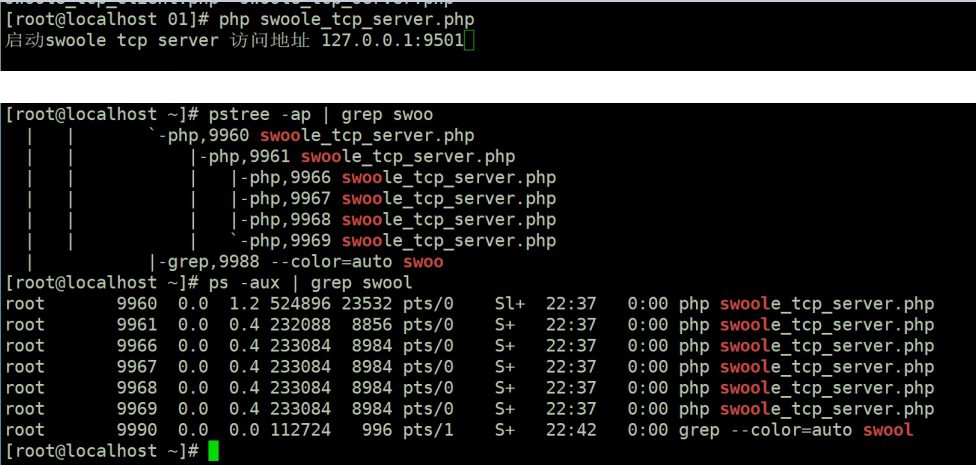 [root@localhost 01]# php swoole_tcp_server.php
启动swoole tcp server 访问地址 127.0.0.1:9501
[root@localhost ~]# pstree -ap | grep swoo
| | `-php,9960 swoole_tcp_server.php
| | |-php,9961 swoole_tcp_server.php
| | | |-php,9966 swoole_tcp_server.php
| | | |-php,9967 swoole_tcp_server.php
| | | |-php,9968 swoole_tcp_server.php
| | | `-php,9969 swoole_tcp_server.php
| |-grep,9988 --color=auto swoo
[root@localhost ~]# ps -aux | grep swool
root 9960 0.0 1.2 524896 23532 pts/0 Sl+ 22:37 0:00 php swoole_tcp_server.php
root 9961 0.0 0.4 232088 8856 pts/0 S+ 22:37 0:00 php swoole_tcp_server.php
root 9966 0.0 0.4 233084 8984 pts/0 S+ 22:37 0:00 php swoole_tcp_server.php
root 9967 0.0 0.4 233084 8984 pts/0 S+ 22:37 0:00 php swoole_tcp_server.php
root 9968 0.0 0.4 233084 8984 pts/0 S+ 22:37 0:00 php swoole_tcp_server.php
root 9969 0.0 0.4 233084 8984 pts/0 S+ 22:37 0:00 php swoole_tcp_server.php
root 9990 0.0 0.0 112724 996 pts/1 S+ 22:42 0:00 grep --color=auto swool
[root@localhost ~]#